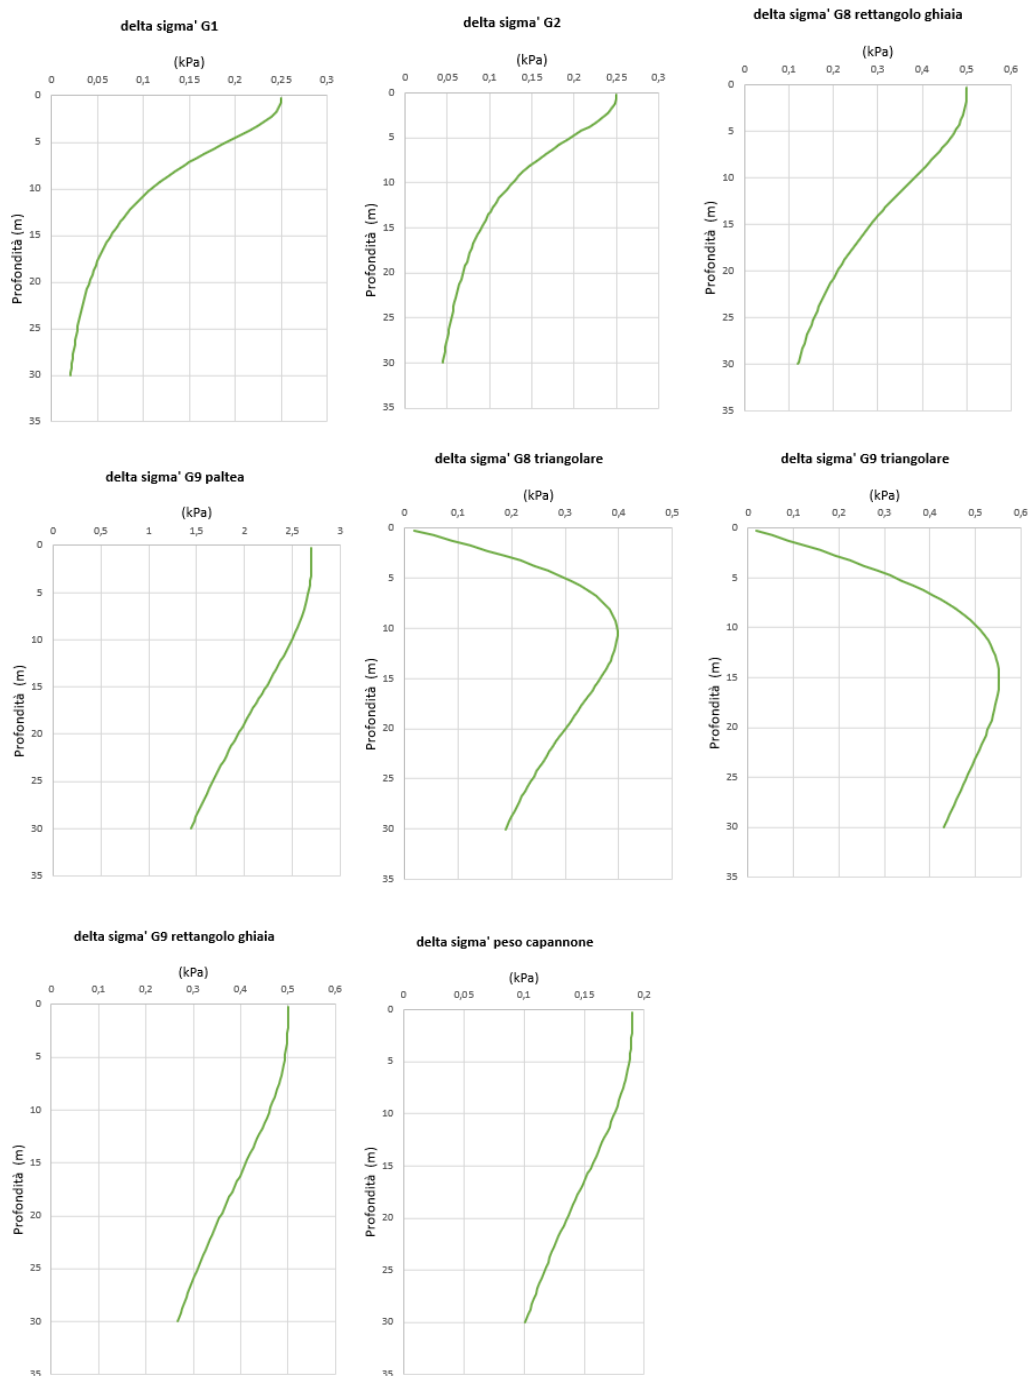 delta sigma' G1
(kPa)
0 0,05 0,1 0,15 0,2 0,25 0,3
0
5
10
15
20
25
30
35
Profondità (m)
delta sigma' G2
(kPa)
0 0,05 0,1 0,15 0,2 0,25 0,3
0
5
10
15
20
25
30
35
Profondità (m)
delta sigma' G8 rettangolo ghiaia
(kPa)
0 0,1 0,2 0,3 0,4 0,5 0,6
0
5
10
15
20
25
30
35
Profondità (m)
delta sigma' G9 paltea
(kPa)
0 0,5 1 1,5 2 2,5 3
0
5
10
15
20
25
30
35
Profondità (m)
delta sigma' G8 triangolare
(kPa)
0 0,1 0,2 0,3 0,4 0,5
0
5
10
15
20
25
30
35
Profondità (m)
delta sigma' G9 triangolare
(kPa)
0 0,1 0,2 0,3 0,4 0,5 0,6
0
5
10
15
20
25
30
35
Profondità (m)
delta sigma' G9 rettangolo ghiaia
(kPa)
0 0,1 0,2 0,3 0,4 0,5 0,6
0
5
10
15
20
25
30
35
Profondità (m)
delta sigma' peso capannone
(kPa)
0 0,05 0,1 0,15 0,2
0
5
10
15
20
25
30
35
Profondità (m)